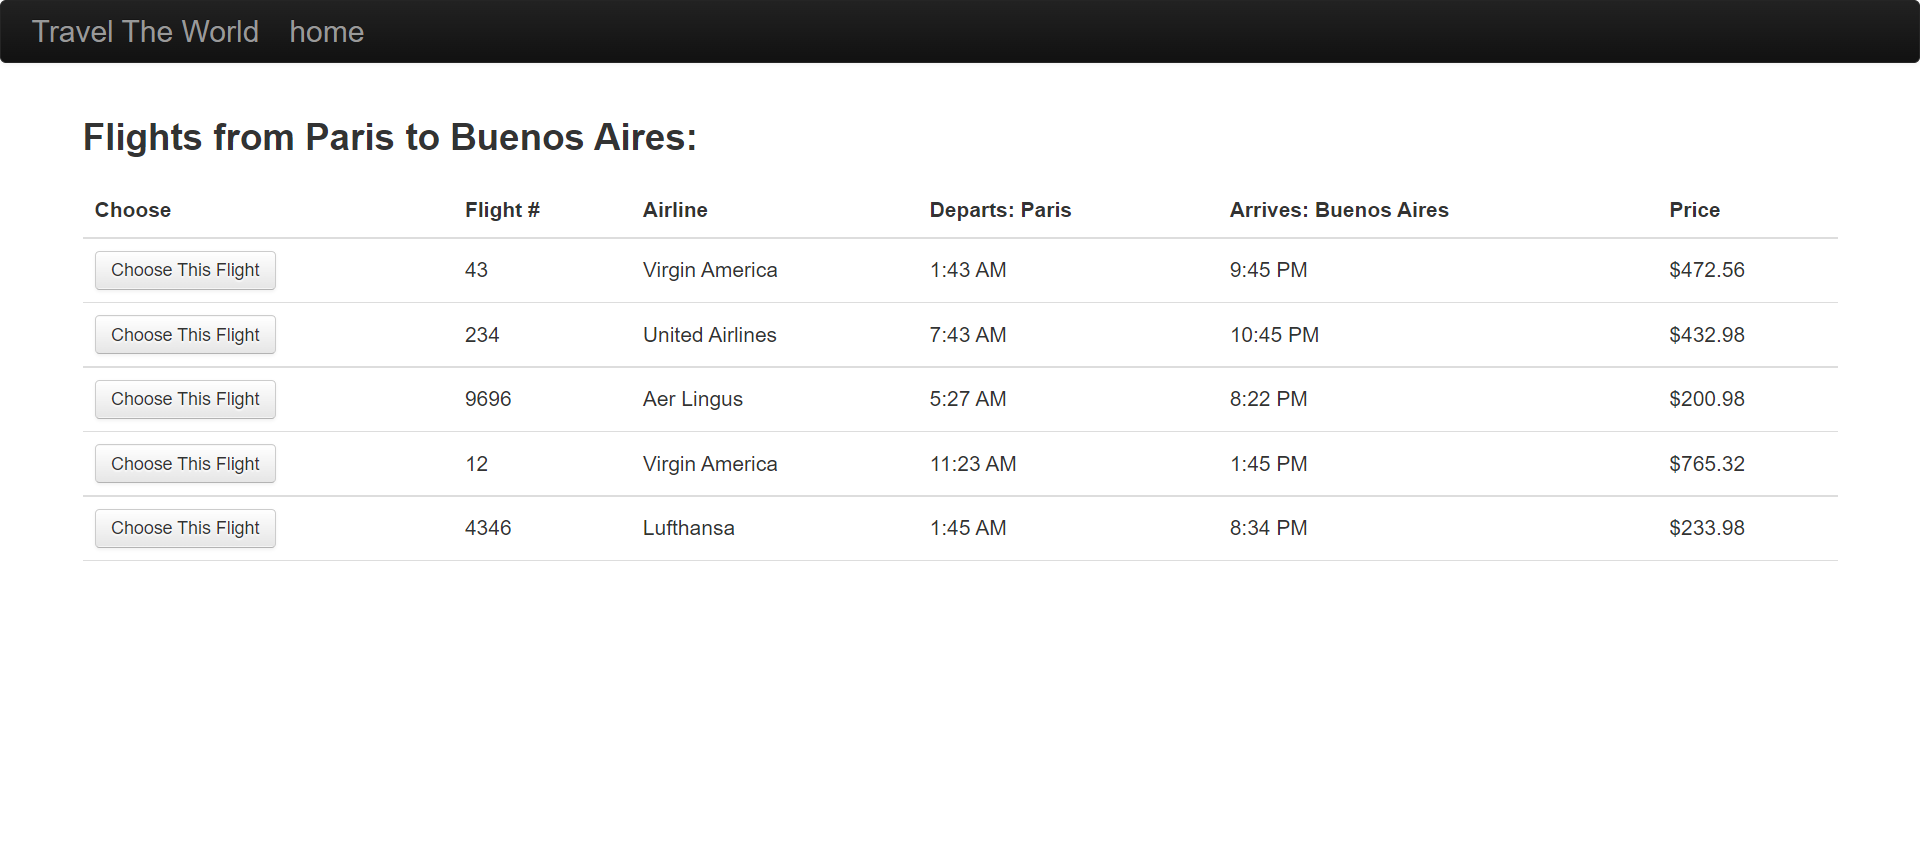 Travel The World home
Flights from Paris to Buenos Aires:
Choose Flight # Airline Departs: Paris Arrives: Buenos Aires Price
Choose This Flight 43 Virgin America 1:43 AM 9:45 PM $472.56
Choose This Flight 234 United Airlines 7:43 AM 10:45 PM $432.98
Choose This Flight 9696 Aer Lingus 5:27 AM 8:22 PM $200.98
Choose This Flight 12 Virgin America 11:23 AM 1:45 PM $765.32
Choose This Flight 4346 Lufthansa 1:45 AM 8:34 PM $233.98